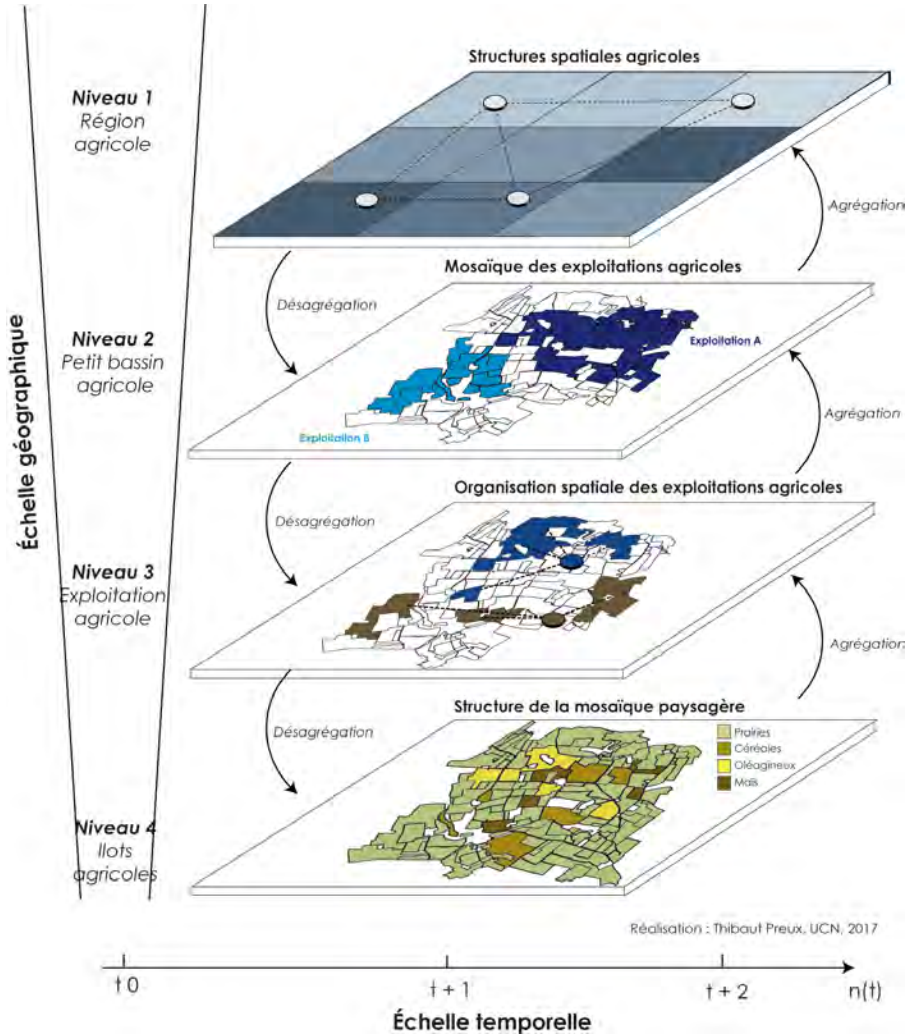 Structures spatiales agricoles
Niveau 1
Région
agricole
Agrégation
Mosaïque des exploitations agricoles
Désagrégation
Échelle géographique
Niveau 2
Petit bassin
agricole
Exploitation A
Exploitation B
Agrégation
Organisation spatiale des exploitations agricoles
Désagrégation
Niveau 3
Exploitation
agricole
Agrégation
Structure de la mosaïque paysagère
Désagrégation
Prairies
Céréales
Oléagineux
Maïs
Niveau 4
Ilots
agricoles
Réalisation : Thibaut Preux, UCN, 2017
t 0
t + 1
t + 2
n(t)
Échelle temporelle